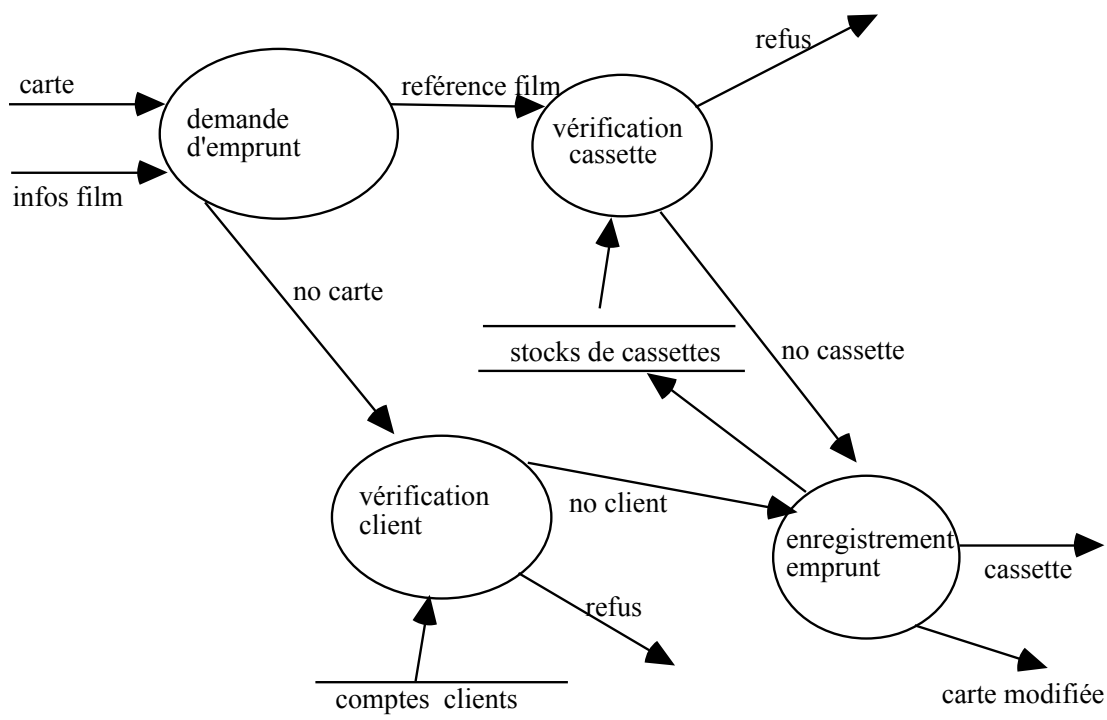 refus
carte
reférence film
demande
d'emprunt
vérification
cassette
infos film
no carte
stocks de cassettes
no cassette
vérification
client
no client
enregistrement
emprunt
cassette
refus
comptes clients
carte modifiée